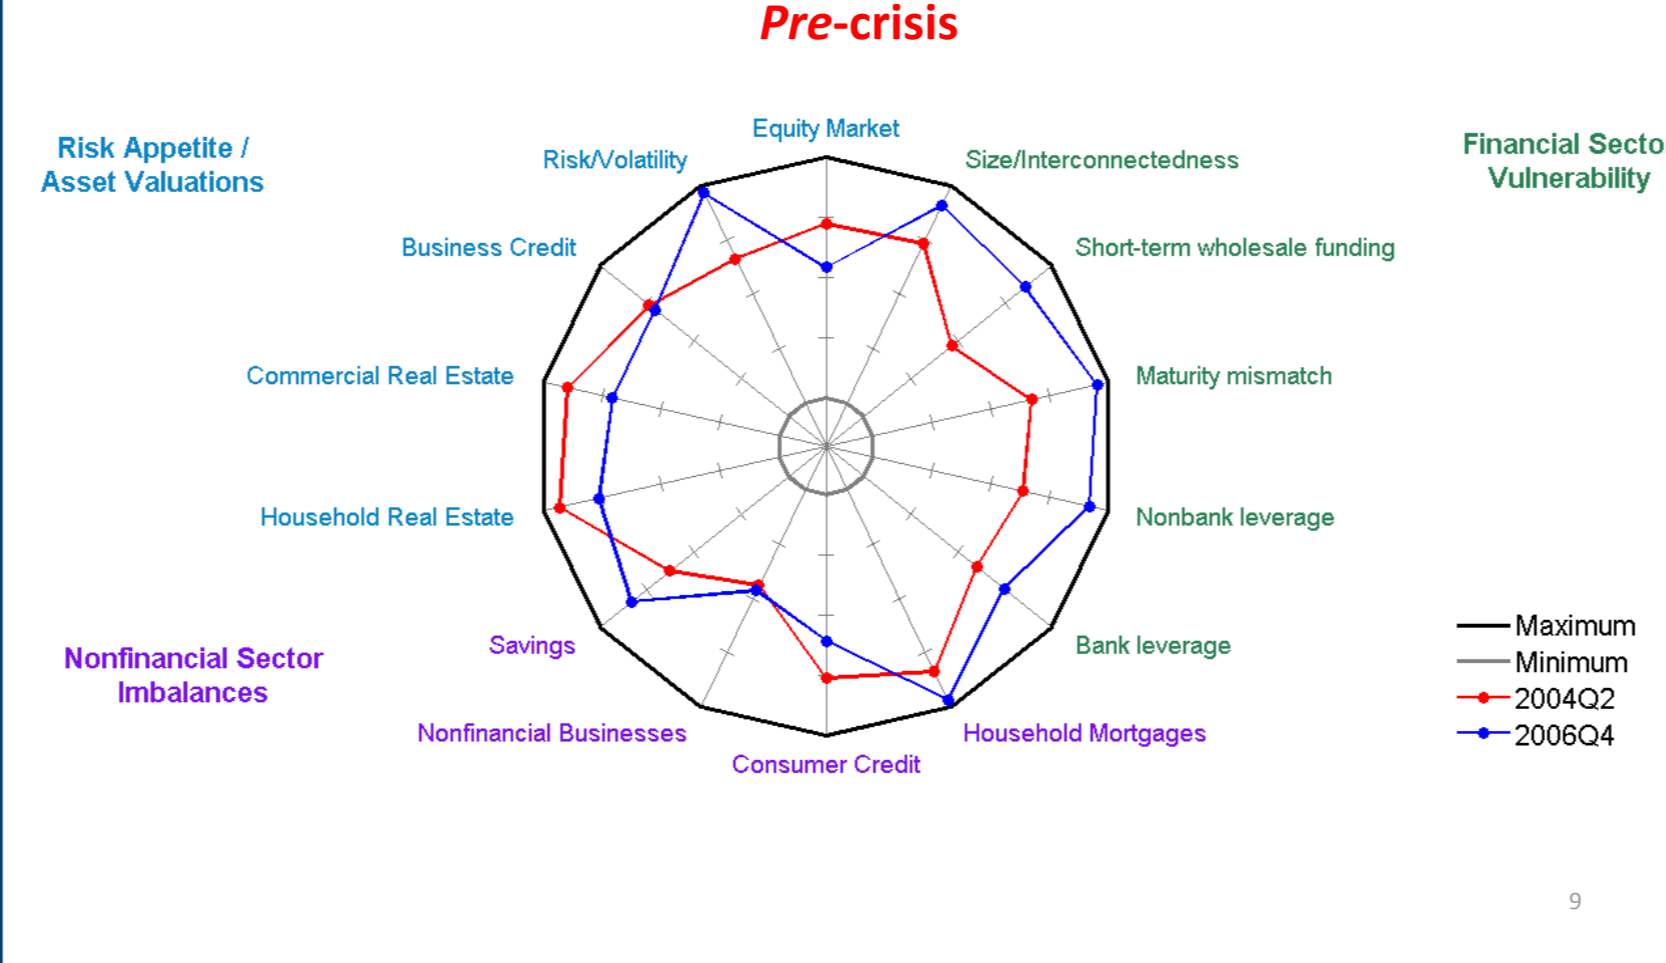 Pre-crisis
Risk Appetite /
Asset Valuations
Financial Secto
Vulnerability
Equity Market
Risk/Volatility
Size/Interconnectedness
Business Credit
Short-term wholesale funding
Commercial Real Estate
Maturity mismatch
Household Real Estate
Nonbank leverage
Savings
Bank leverage
Nonfinancial Sector
Imbalances
Nonfinancial Businesses
Household Mortgages
Consumer Credit
Maximum
Minimum
2004Q2
2006Q4
9